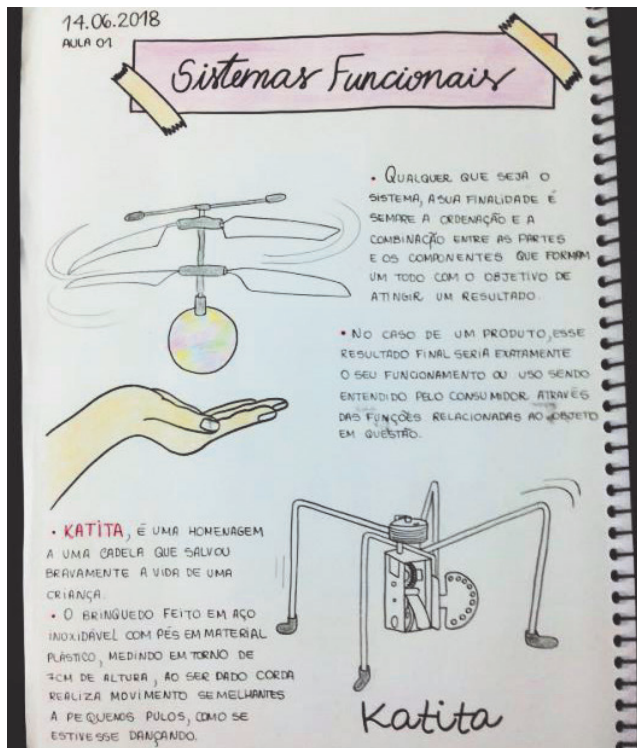 14.06.2018
AULA 01
Sistemas Funcionais
• QUALQUER QUE SEJA O
SISTEMA, A SUA FINALIDADE É
SEMPRE A ORDENAÇÃO E A
COMBINAÇÃO ENTRE AS PARTES
E OS COMPONENTES QUE FORMAM
UM TODO COM O OBJETIVO DE
ATINGIR UM RESULTADO.
• NO CASO DE UM PRODUTO, ESSE
RESULTADO FINAL SERIA EXATAMENTE
O SEU FUNCIONAMENTO OU USO SENDO
ENTENDIDO PELO CONSUMIDOR ATRAVÉS
DAS FUNÇÕES RELACIONADAS AO OBJETO
EM QUESTÃO.
• KATITA, É UMA HOMENAGEM
A UMA CADELA QUE SALVOU
BRAVAMENTE A VIDA DE UMA
CRIANÇA.
• O BRINQUEDO FEITO EM AÇO
INOXIDÁVEL COM PÉS EM MATERIAL
PLÁSTICO, MEDINDO EM TORNO DE
7CM DE ALTURA, AO SER DADO CORDA
REALIZA MOVIMENTO SEMELHANTES
A PEQUENOS PULOS, COMO SE
ESTIVESSE DANÇANDO.
Katita